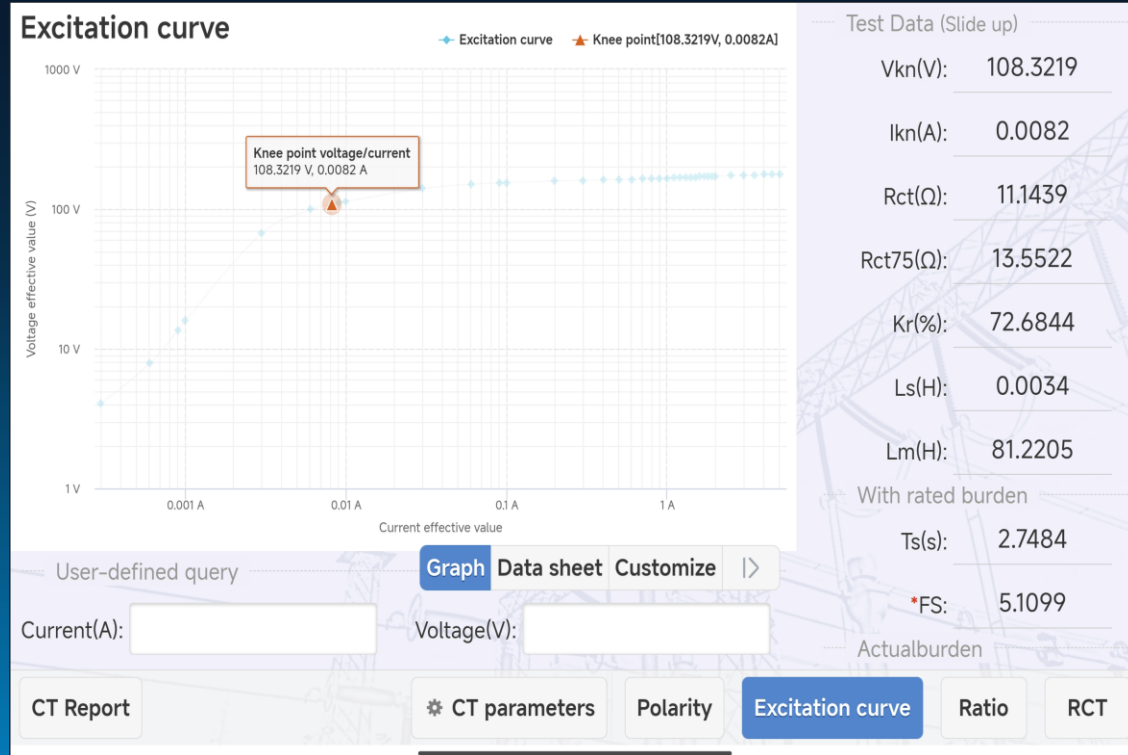 Excitation curve
Excitation curve
Knee point[108.3219V, 0.0082A]
1000 V
100 V
10 V
1 V
Voltage effective value (V)
Knee point voltage/current
108.3219 V, 0.0082 A
0.001 A
0.01 A
0.1 A
1 A
Current effective value
Test Data (Slide up)
Vkn(V): 108.3219
Ikn(A): 0.0082
Rct(Ω): 11.1439
Rct75(Ω): 13.5522
Kr(%): 72.6844
Ls(H): 0.0034
Lm(H): 81.2205
With rated burden
Ts(s): 2.7484
*FS: 5.1099
Actualburden
User-defined query
Graph Data sheet Customize
Current(A): Voltage(V):
CT Report CT parameters Polarity Excitation curve Ratio RCT